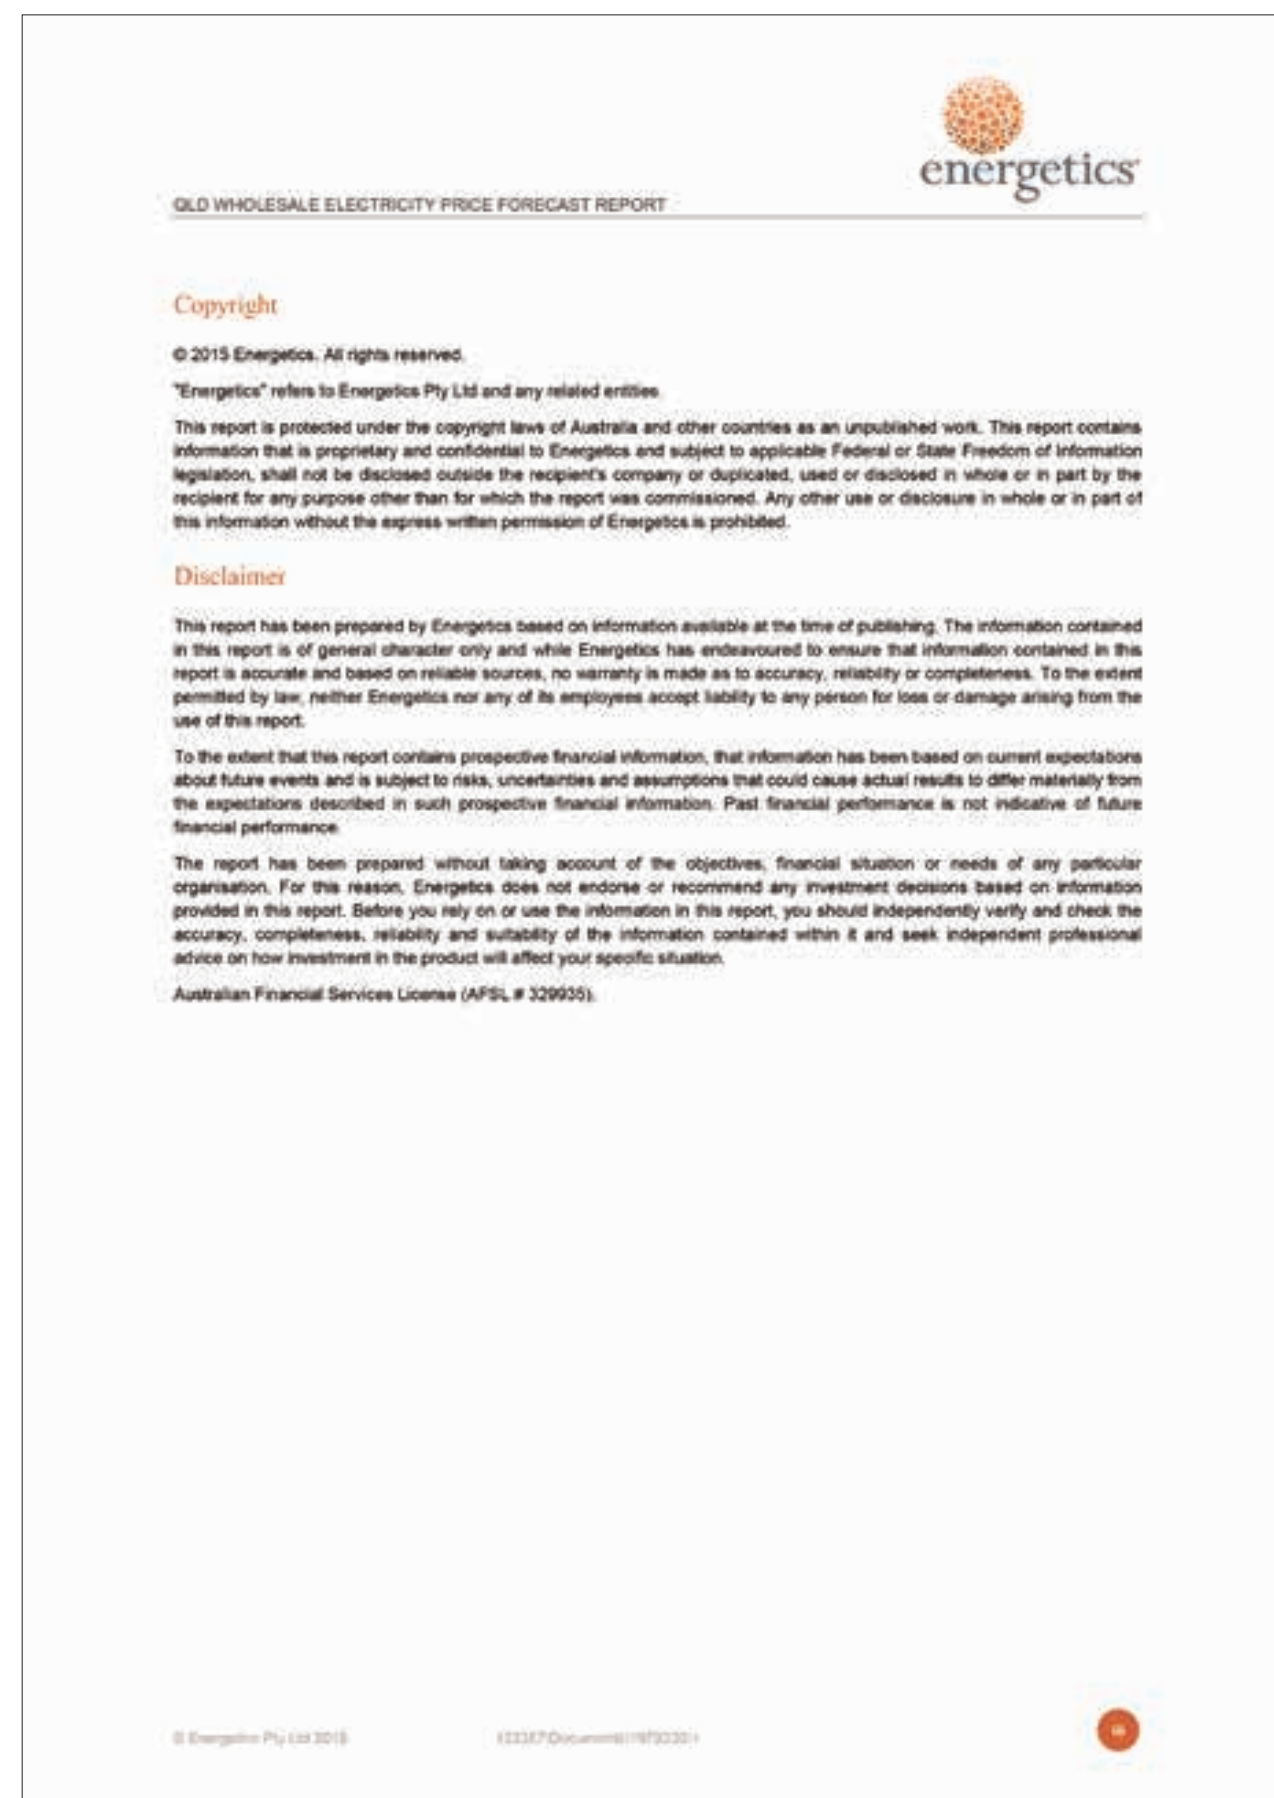 energetics
QLD WHOLESALE ELECTRICITY PRICE FORECAST REPORT
Copyright
© 2015 Energetics. All rights reserved.
"Energetics" refers to Energetics Pty Ltd and any related entities.
This report is protected under the copyright laws of Australia and other countries as an unpublished work. This report contains
information that is proprietary and confidential to Energetics and subject to applicable Federal or State Freedom of Information
legislation, shall not be disclosed outside the recipient's company or duplicated, used or disclosed in whole or in part by the
recipient for any purpose other than for which the report was commissioned. Any other use or disclosure in whole or in part of
this information without the express written permission of Energetics is prohibited.
Disclaimer
This report has been prepared by Energetics based on information available at the time of publishing. The information contained
in this report is of general character only and while Energetics has endeavoured to ensure that information contained in this
report is accurate and based on reliable sources, no warranty is made as to accuracy, reliability or completeness. To the extent
permitted by law, neither Energetics nor any of its employees accept liability to any person for loss or damage arising from the
use of this report.
To the extent that this report contains prospective financial information, that information has been based on current expectations
about future events and is subject to risks, uncertainties and assumptions that could cause actual results to differ materially from
the expectations described in such prospective financial information. Past financial performance is not indicative of future
financial performance.
The report has been prepared without taking account of the objectives, financial situation or needs of any particular
organisation. For this reason, Energetics does not endorse or recommend any investment decisions based on information
provided in this report. Before you rely on or use the information in this report, you should independently verify and check the
accuracy, completeness, reliability and suitability of the information contained within it and seek independent professional
advice on how investment in the product will affect your specific situation.
Australian Financial Services License (AFSL # 329935).
© Energetics Pty Ltd 2015